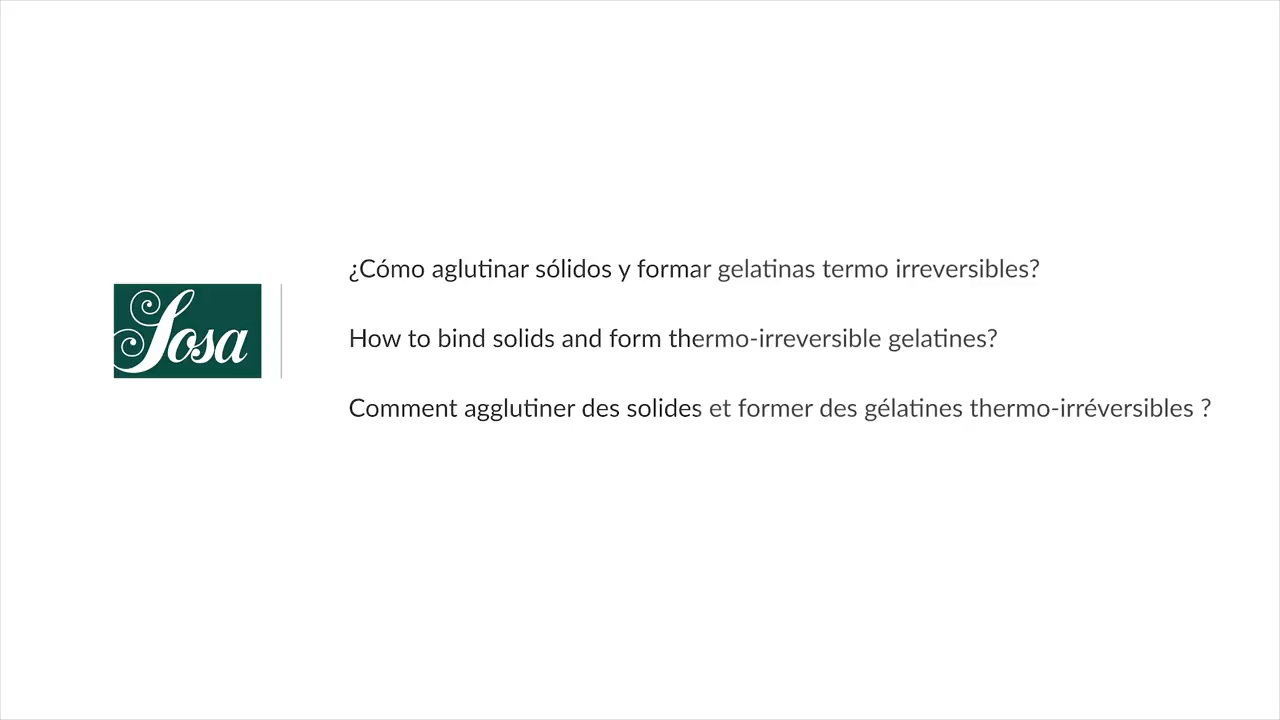 Sosa
¿Cómo aglutinar sólidos y formar gelatinas termo irreversibles?
How to bind solids and form thermo-irreversible gelatines?
Comment agglutiner des solides et former des gélatines thermo-irréversibles ?